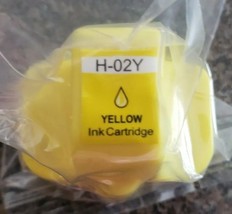 H-02Y
YELLOW
Ink Cartridge